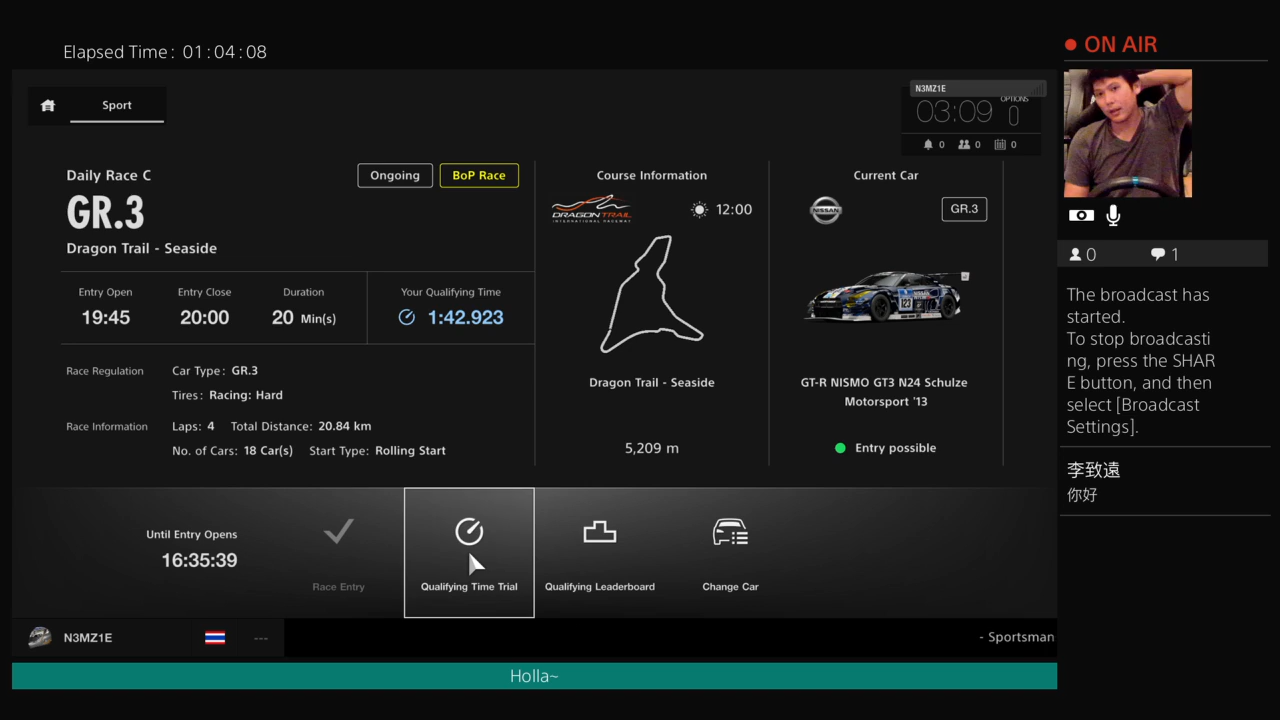 Elapsed Time: 01:04:08
ON AIR
Sport
N3MZ1E
03:09
OPTIONS
0 0 0
0 1
Daily Race C
Ongoing
BoP Race
GR.3
Dragon Trail - Seaside
Entry Open
Entry Close
Duration
Your Qualifying Time
19:45
20:00
20 Min(s)
1:42.923
Race Regulation
Car Type: GR.3
Tires: Racing: Hard
Race Information
Laps: 4 Total Distance: 20.84 km
No. of Cars: 18 Car(s) Start Type: Rolling Start
Course Information
DRAGON TRAIL
INTERNATIONAL RACEWAY
12:00
Dragon Trail - Seaside
5,209 m
Current Car
NISSAN
GR.3
23
GT-R NISMO GT3 N24 Schulze
Motorsport '13
Entry possible
Until Entry Opens
16:35:39
Race Entry
Qualifying Time Trial
Qualifying Leaderboard
Change Car
N3MZ1E
---
- Sportsman
Holla~
The broadcast has
started.
To stop broadcasti
ng, press the SHAR
E button, and then
select [Broadcast
Settings].
李致遠
你好